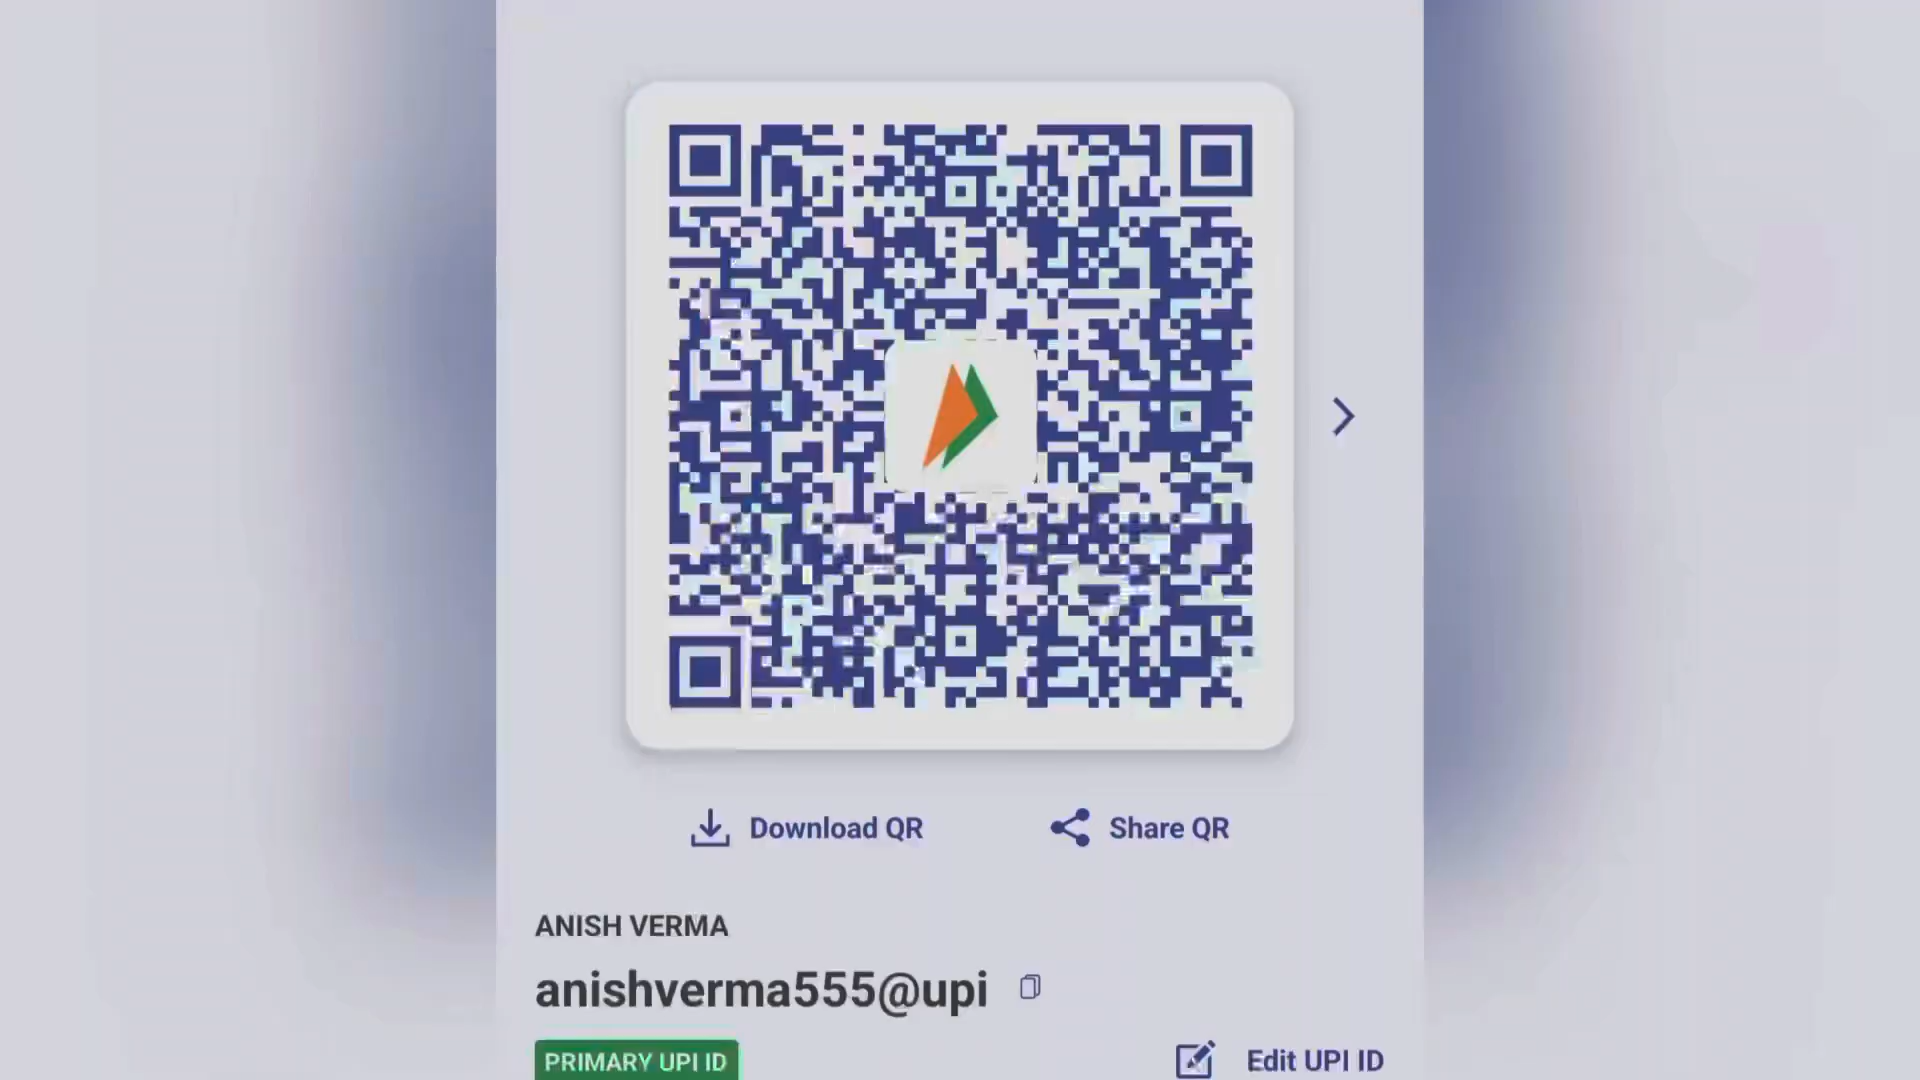 Download QR
Share QR
ANISH VERMA
anishverma555@upi
PRIMARY UPI ID
Edit UPI ID